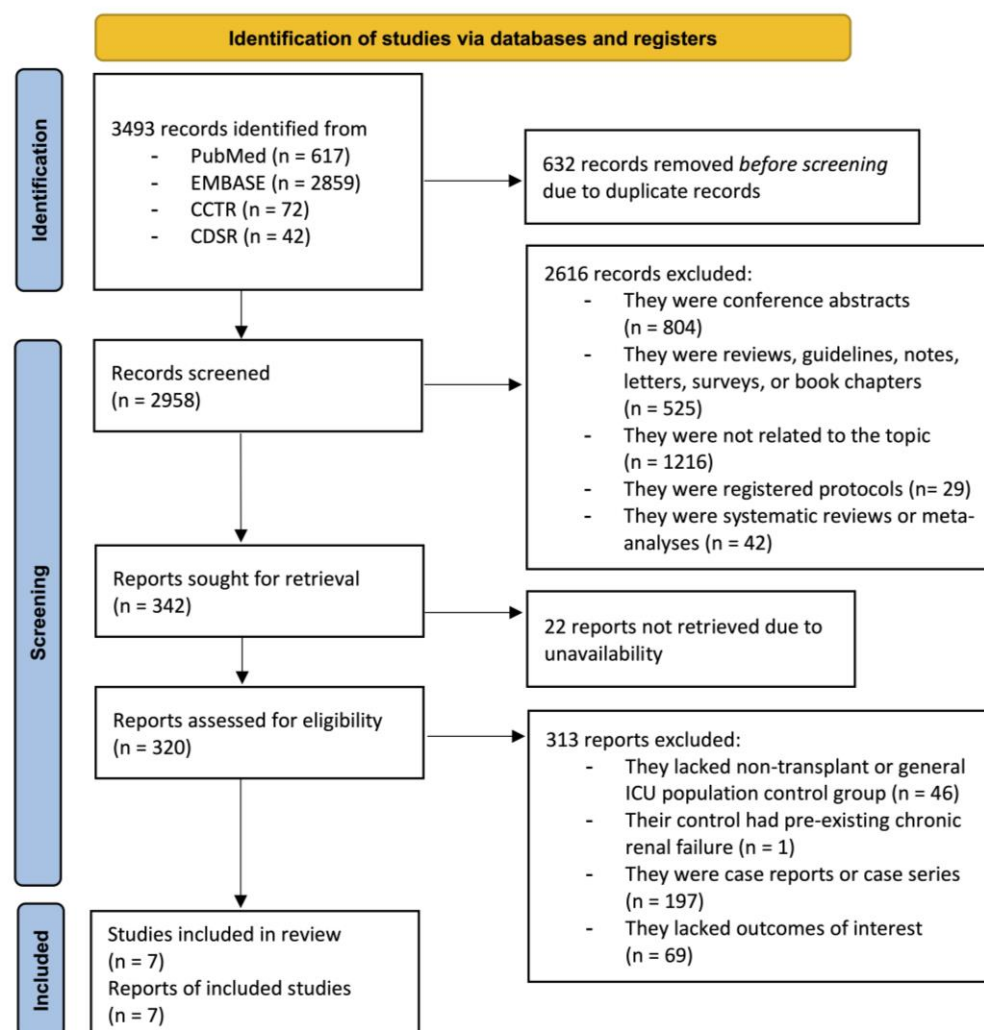 Identification of studies via databases and registers
Identification
3493 records identified from
- PubMed (n = 617)
- EMBASE (n = 2859)
- CCTR (n = 72)
- CDSR (n = 42)
632 records removed before screening
due to duplicate records
Screening
Records screened
(n = 2958)
2616 records excluded:
- They were conference abstracts
(n = 804)
- They were reviews, guidelines, notes,
letters, surveys, or book chapters
(n = 525)
- They were not related to the topic
(n = 1216)
- They were registered protocols (n= 29)
- They were systematic reviews or meta-
analyses (n = 42)
Reports sought for retrieval
(n = 342)
22 reports not retrieved due to
unavailability
Reports assessed for eligibility
(n = 320)
313 reports excluded:
- They lacked non-transplant or general
ICU population control group (n = 46)
- Their control had pre-existing chronic
renal failure (n = 1)
- They were case reports or case series
(n = 197)
- They lacked outcomes of interest
(n = 69)
Included
Studies included in review
(n = 7)
Reports of included studies
(n = 7)